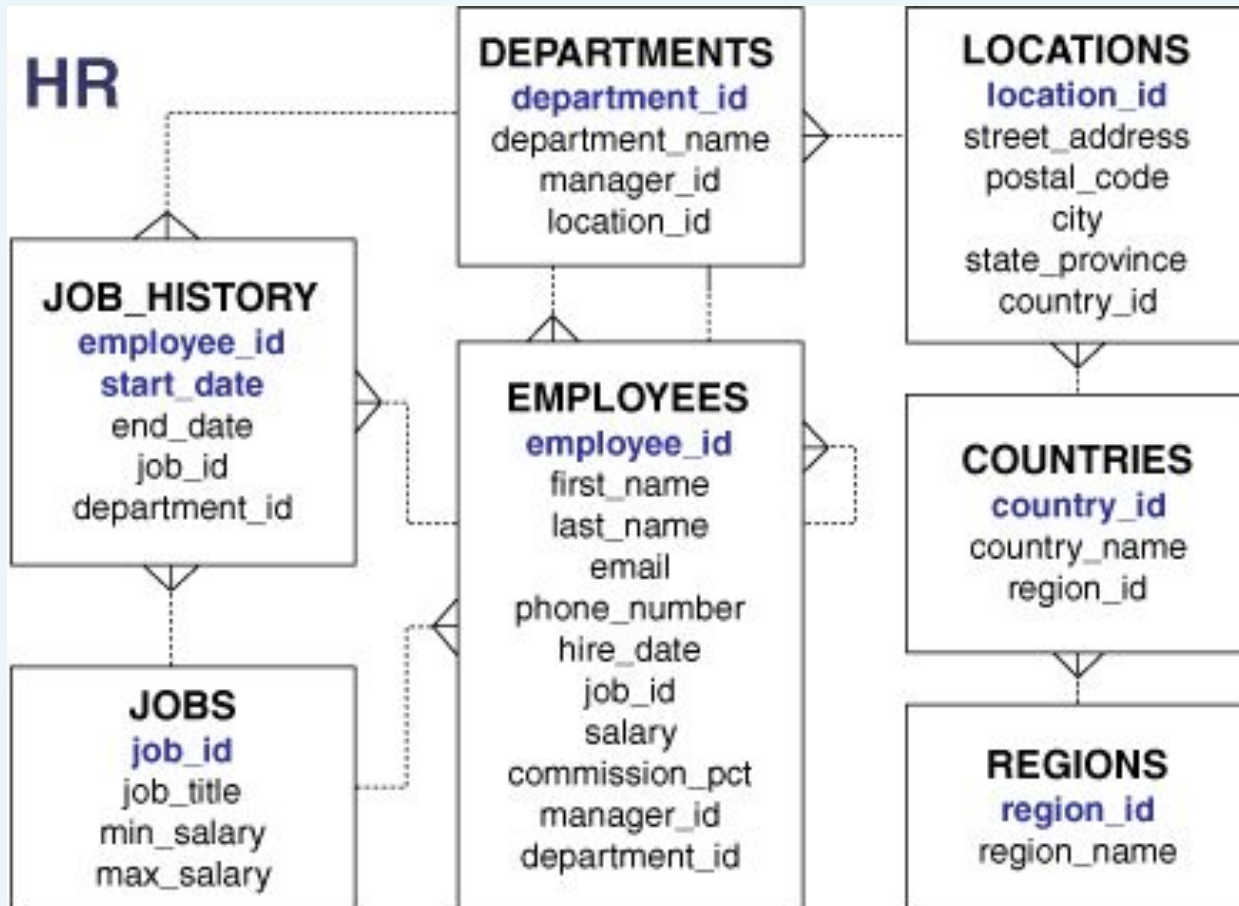 HR
DEPARTMENTS
department_id
department_name
manager_id
location_id
LOCATIONS
location_id
street_address
postal_code
city
state_province
country_id
JOB_HISTORY
employee_id
start_date
end_date
job_id
department_id
EMPLOYEES
employee_id
first_name
last_name
email
phone_number
hire_date
job_id
salary
commission_pct
manager_id
department_id
COUNTRIES
country_id
country_name
region_id
JOBS
job_id
job_title
min_salary
max_salary
REGIONS
region_id
region_name